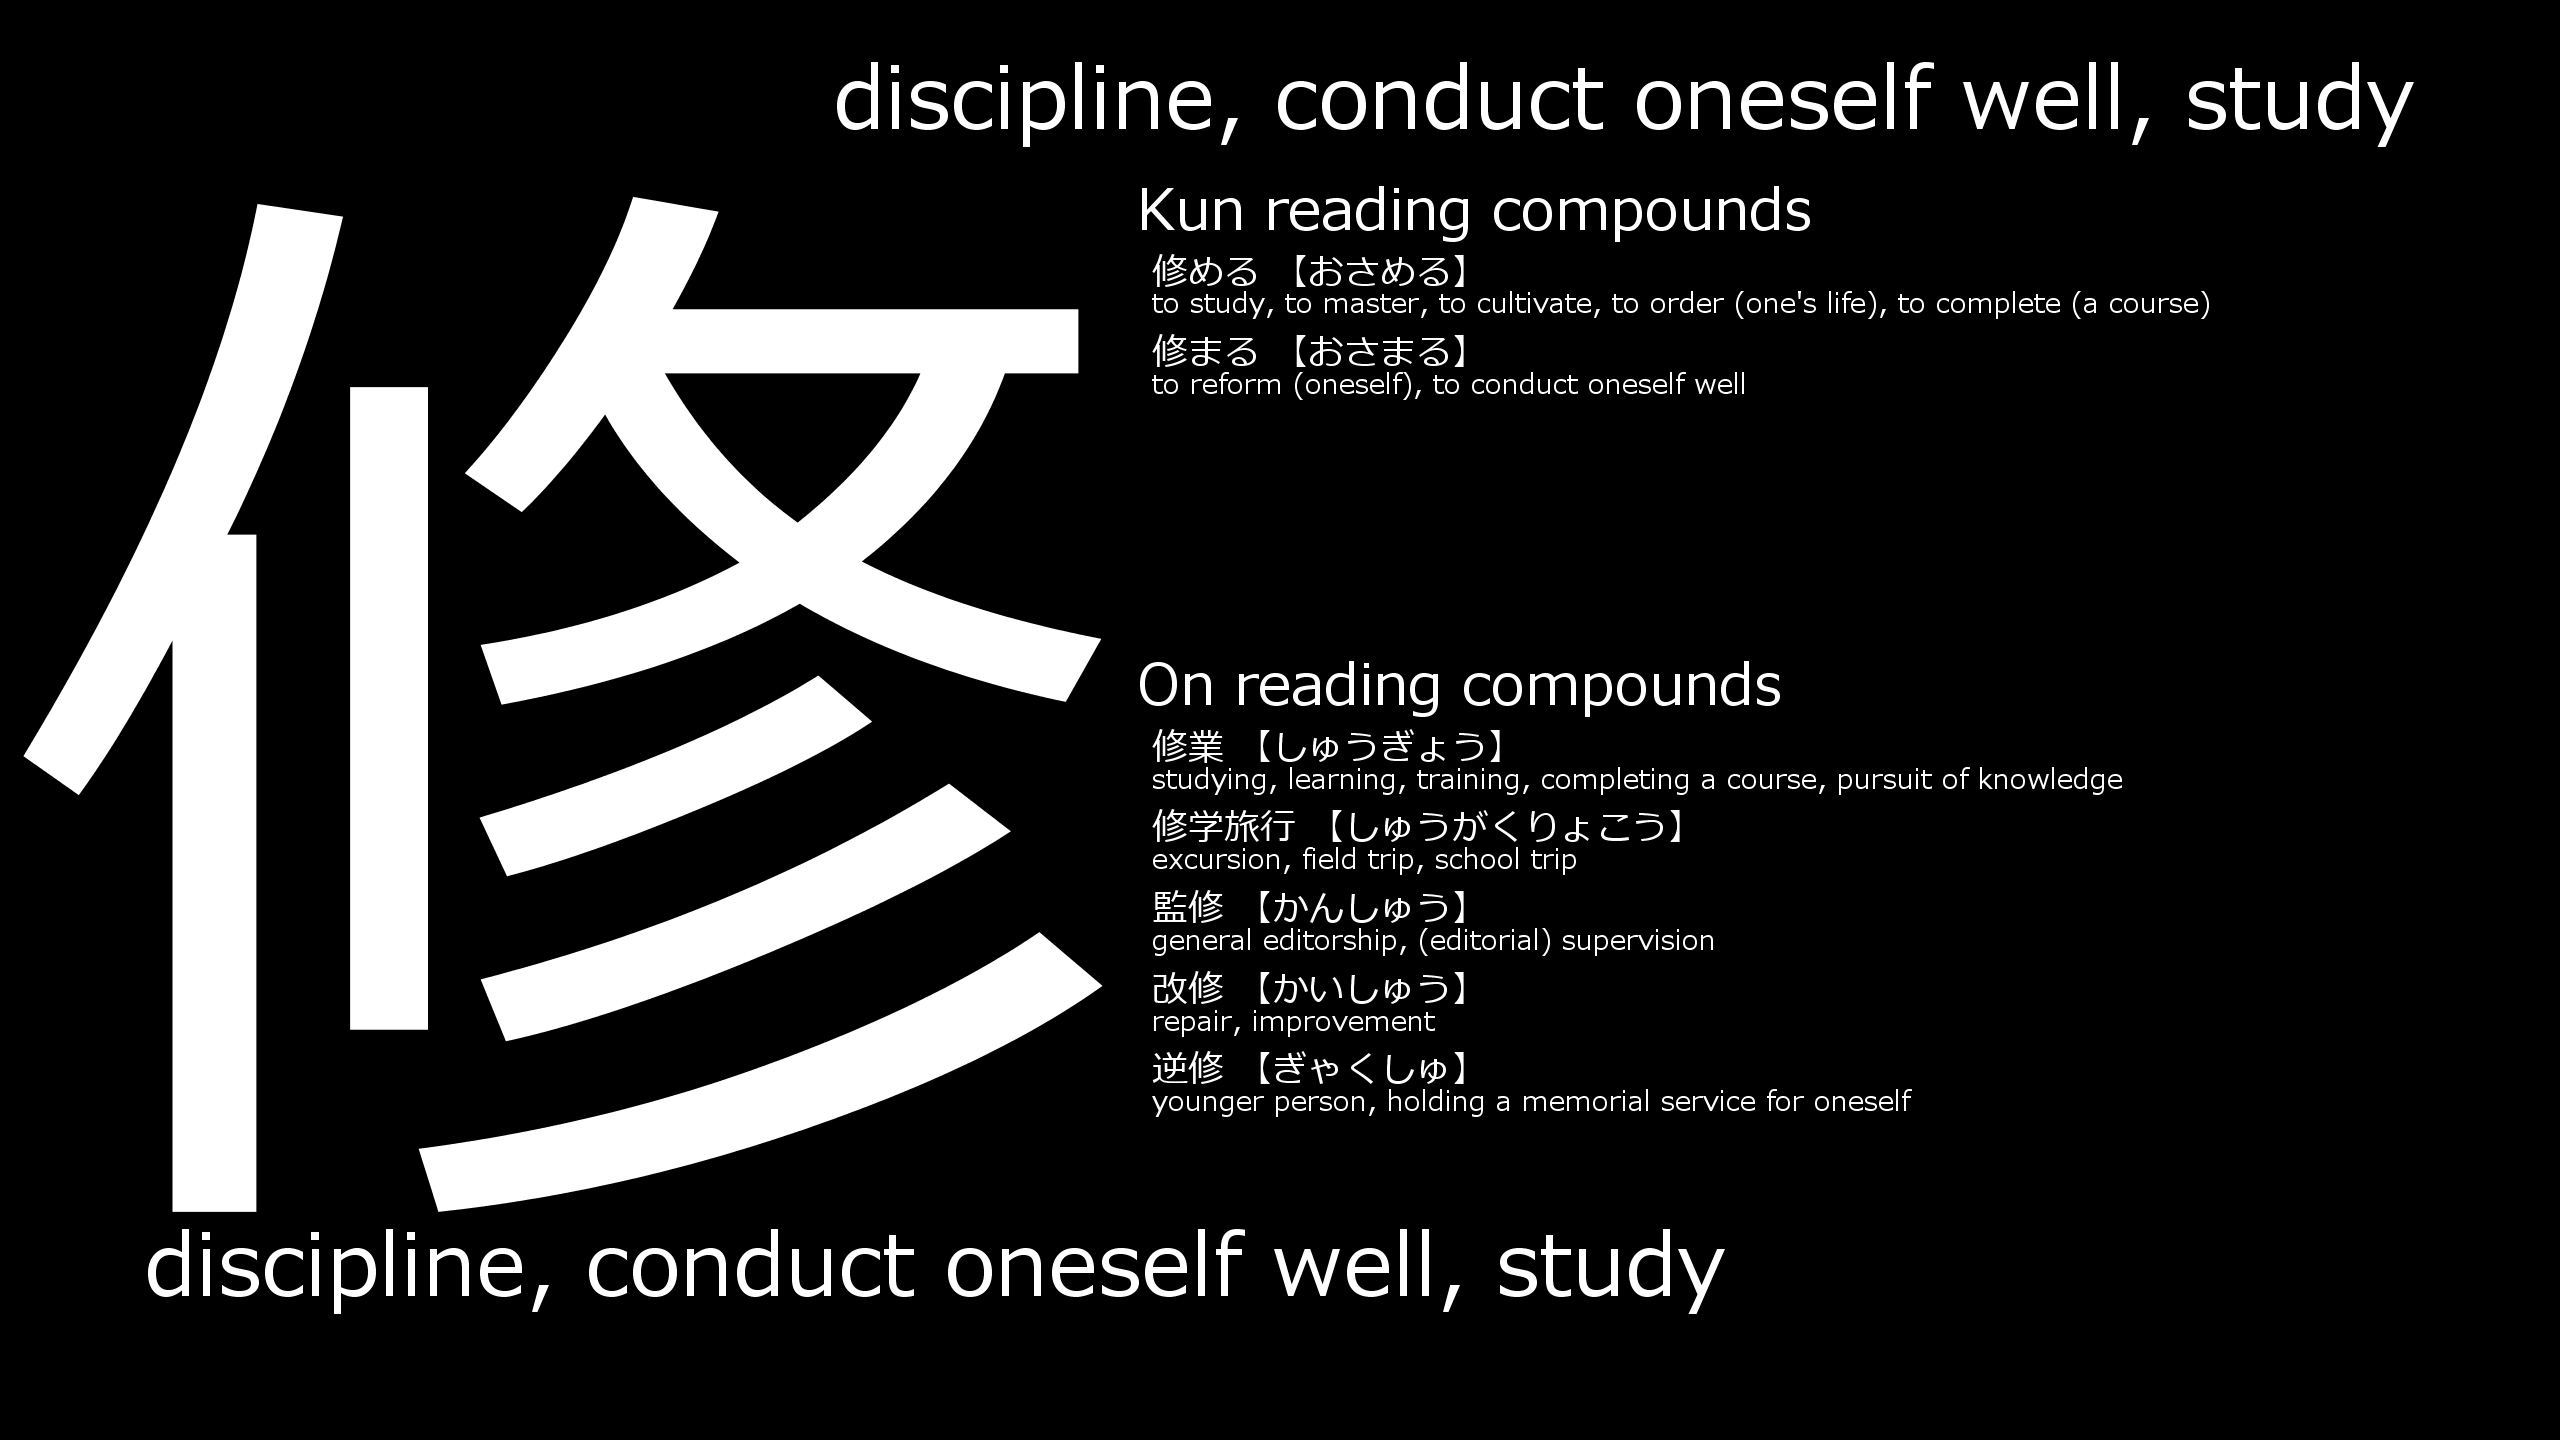 discipline, conduct oneself well, study
修
Kun reading compounds
修める 【おさめる】
to study, to master, to cultivate, to order (one's life), to complete (a course)
修まる 【おさまる】
to reform (oneself), to conduct oneself well
On reading compounds
修業 【しゅうぎょう】
studying, learning, training, completing a course, pursuit of knowledge
修学旅行 【しゅうがくりょこう】
excursion, field trip, school trip
監修 【かんしゅう】
general editorship, (editorial) supervision
改修 【かいしゅう】
repair, improvement
逆修 【ぎゃくしゅ】
younger person, holding a memorial service for oneself
discipline, conduct oneself well, study